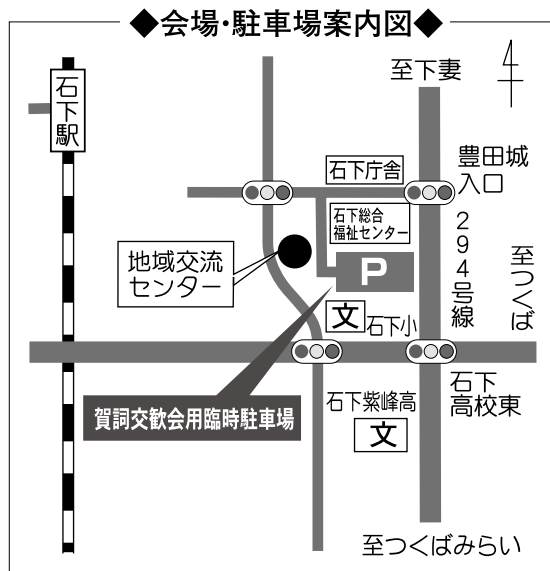 ◆会場・駐車場案内図◆
至下妻
石下駅
石下庁舎
豊田城
入口
石下総合
福祉センター
294号線
至つくば
地域交流
センター
P
文
石下小
石下
高校東
石下紫峰高
文
賀詞交歓会用臨時駐車場
至つくばみらい